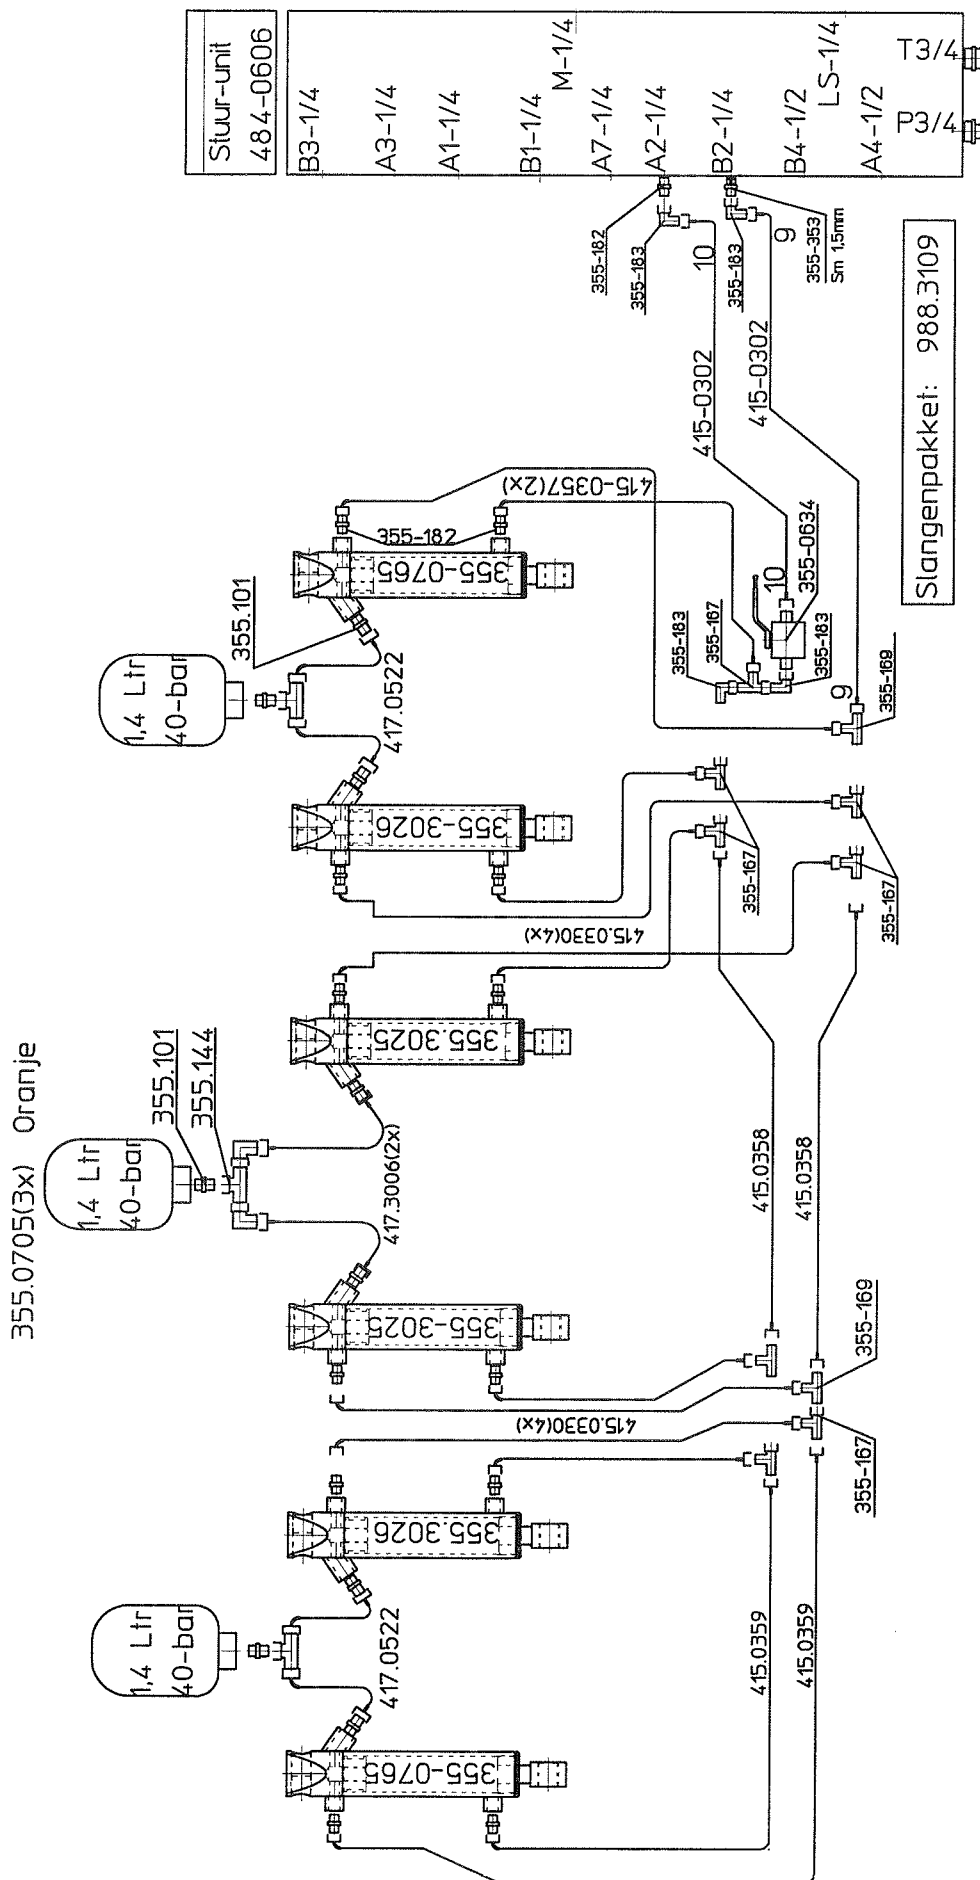 Stuur-unit
484-0606
B3-1/4
A3-1/4
A1-1/4
B1-1/4
M-1/4
A7-1/4
A2-1/4
B2-1/4
B4-1/2
LS-1/4
A4-1/2
T3/4
P3/4
355-182
355-183
10
355-183
9
355-353
Sm 1,5mm
415-0302
415-0302
Slangenpakket: 988.3109
415-0357(2x)
355-182
355-0765
355.101
1,4 Ltr
40-bar
417.0522
355-183
355-167
10
355-0634
355-183
9
355-169
355-3026
355-167
355-167
415.0330(4x)
355.3025
355.0705(3x) Oranje
355.101
355.144
1,4 Ltr
40-bar
417.3006(2x)
415.0358
415.0358
355-3025
355-169
415.0330(4x)
355-167
355.3026
1,4 Ltr
40-bar
417.0522
415.0359
415.0359
355-0765